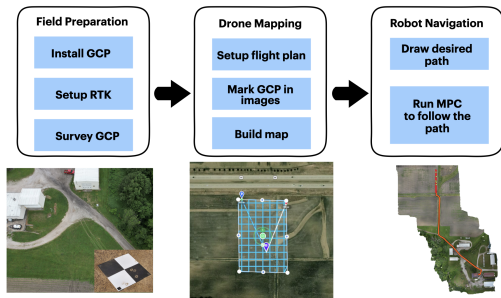 Field Preparation
Install GCP
Setup RTK
Survey GCP
Drone Mapping
Setup flight plan
Mark GCP in
images
Build map
Robot Navigation
Draw desired
path
Run MPC
to follow the
path